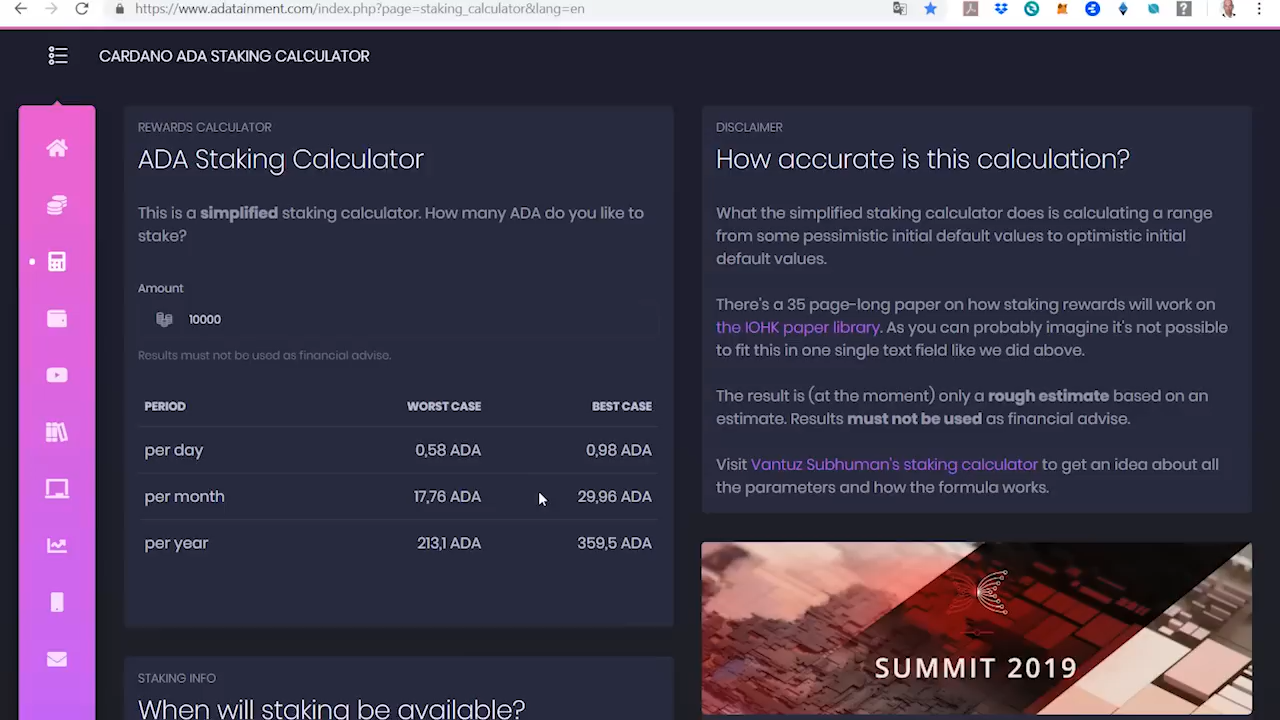 https://www.adatainment.com/index.php?page=staking_calculator&lang=en
CARDANO ADA STAKING CALCULATOR
REWARDS CALCULATOR
ADA Staking Calculator
This is a simplified staking calculator. How many ADA do you like to
stake?
Amount
10000
Results must not be used as financial advise.
PERIOD WORST CASE BEST CASE
per day 0,58 ADA 0,98 ADA
per month 17,76 ADA 29,96 ADA
per year 213,1 ADA 359,5 ADA
STAKING INFO
When will staking be available?
DISCLAIMER
How accurate is this calculation?
What the simplified staking calculator does is calculating a range
from some pessimistic initial default values to optimistic initial
default values.
There's a 35 page-long paper on how staking rewards will work on
the IOHK paper library. As you can probably imagine it's not possible
to fit this in one single text field like we did above.
The result is (at the moment) only a rough estimate based on an
estimate. Results must not be used as financial advise.
Visit Vantuz Subhuman's staking calculator to get an idea about all
the parameters and how the formula works.
SUMMIT 2019